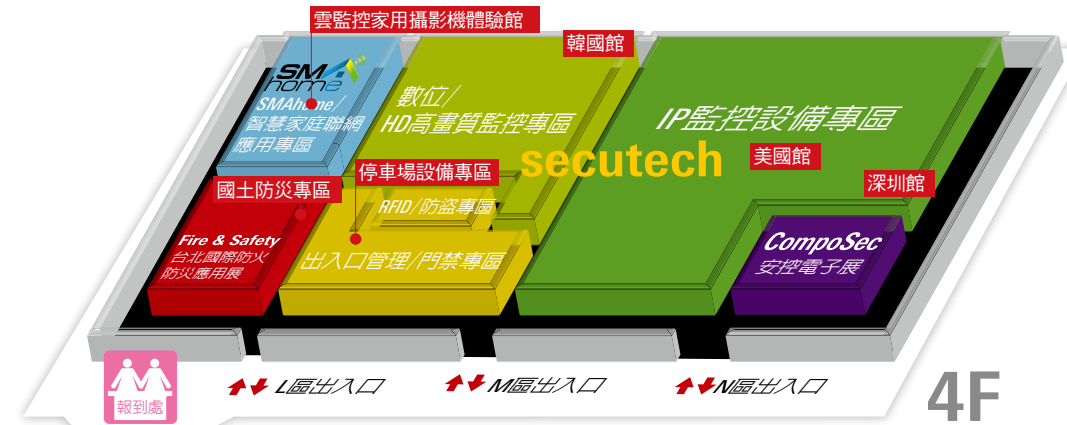 雲監控家用攝影機體驗館
韓國館
SMA
home
SMAhome/
智慧家庭聯網
應用專區
數位/
HD高畫質監控專區
IP監控設備專區
secutech
美國館
停車場設備專區
深圳館
國土防災專區
RFID/防盜專區
Fire & Safety
台北國際防火
防災應用展
出入口管理/門禁專區
CompoSec
安控電子展
報到處
L區出入口
M區出入口
N區出入口
4F